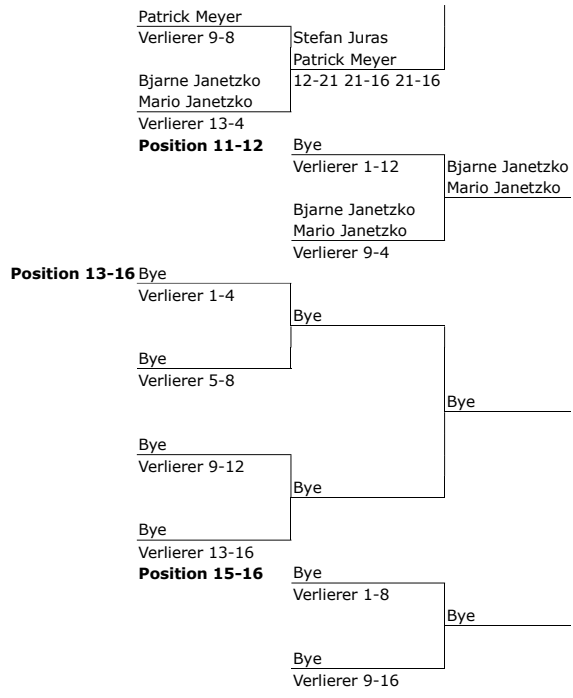 Patrick Meyer
Verlierer 9-8
Stefan Juras
Patrick Meyer
Bjarne Janetzko
12-21 21-16 21-16
Mario Janetzko
Verlierer 13-4
Position 11-12
Bye
Verlierer 1-12
Bjarne Janetzko
Mario Janetzko
Bjarne Janetzko
Mario Janetzko
Verlierer 9-4
Position 13-16
Bye
Verlierer 1-4
Bye
Bye
Verlierer 5-8
Bye
Bye
Verlierer 9-12
Bye
Bye
Verlierer 13-16
Position 15-16
Bye
Verlierer 1-8
Bye
Bye
Verlierer 9-16